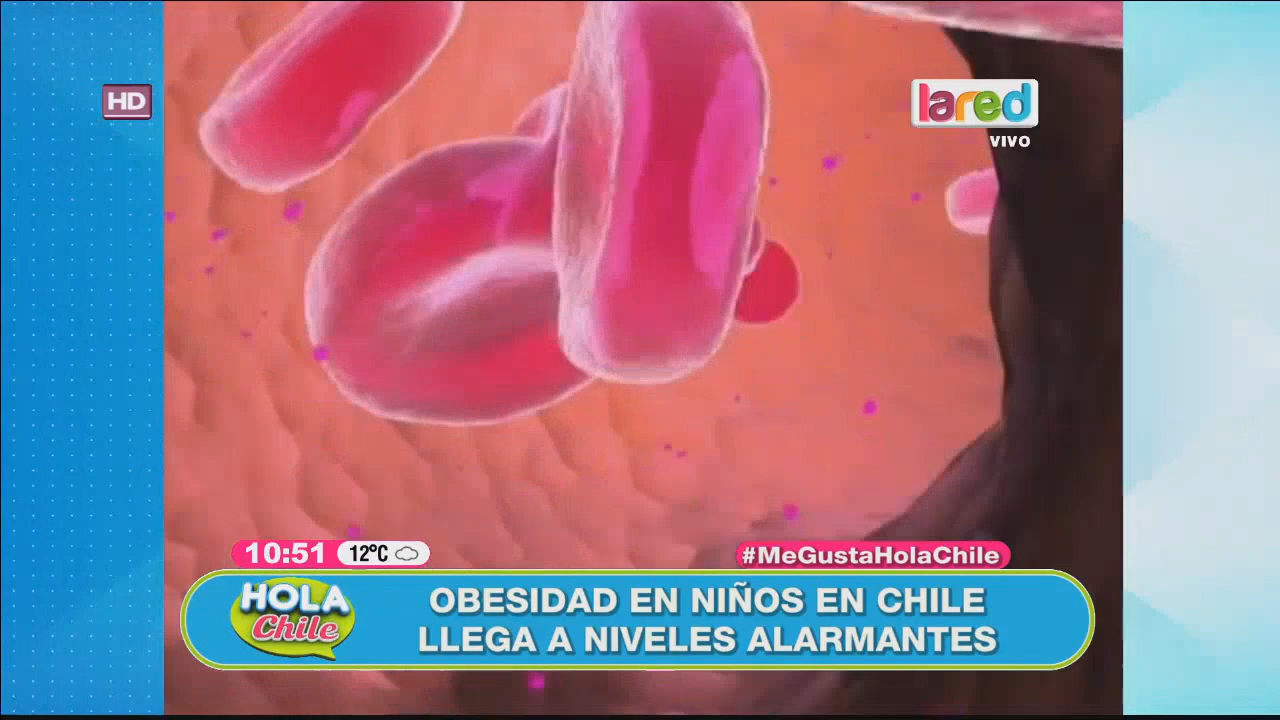 HD
lared
VIVO
10:51 12°C
#MeGustaHolaChile
HOLA
Chile
OBESIDAD EN NIÑOS EN CHILE
LLEGA A NIVELES ALARMANTES